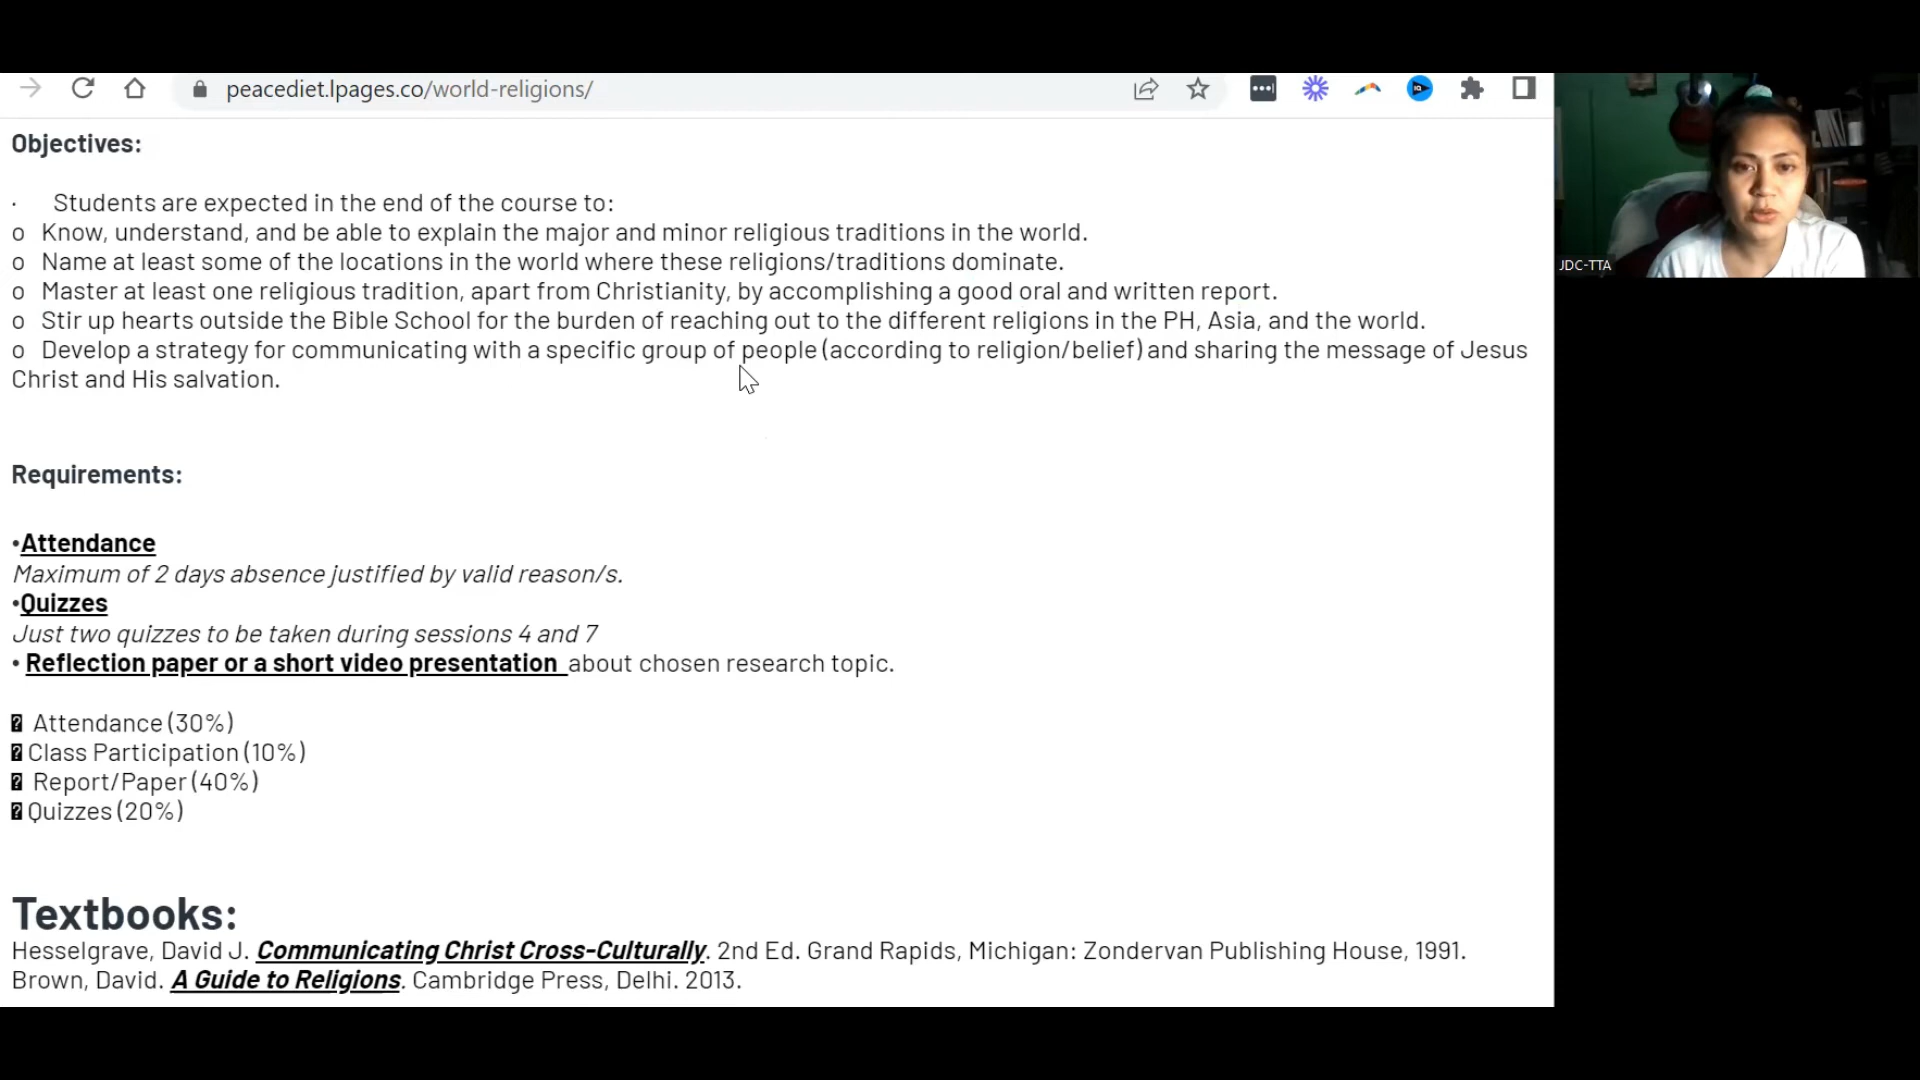 peacediet.lpages.co/world-religions/
Objectives:
· Students are expected in the end of the course to:
o Know, understand, and be able to explain the major and minor religious traditions in the world.
o Name at least some of the locations in the world where these religions/traditions dominate.
o Master at least one religious tradition, apart from Christianity, by accomplishing a good oral and written report.
o Stir up hearts outside the Bible School for the burden of reaching out to the different religions in the PH, Asia, and the world.
o Develop a strategy for communicating with a specific group of people (according to religion/belief) and sharing the message of Jesus
Christ and His salvation.
Requirements:
•Attendance
Maximum of 2 days absence justified by valid reason/s.
•Quizzes
Just two quizzes to be taken during sessions 4 and 7
• Reflection paper or a short video presentation about chosen research topic.
Attendance (30%)
Class Participation (10%)
Report/Paper (40%)
Quizzes (20%)
Textbooks:
Hesselgrave, David J. Communicating Christ Cross-Culturally. 2nd Ed. Grand Rapids, Michigan: Zondervan Publishing House, 1991.
Brown, David. A Guide to Religions. Cambridge Press, Delhi. 2013.
JDC-TTA